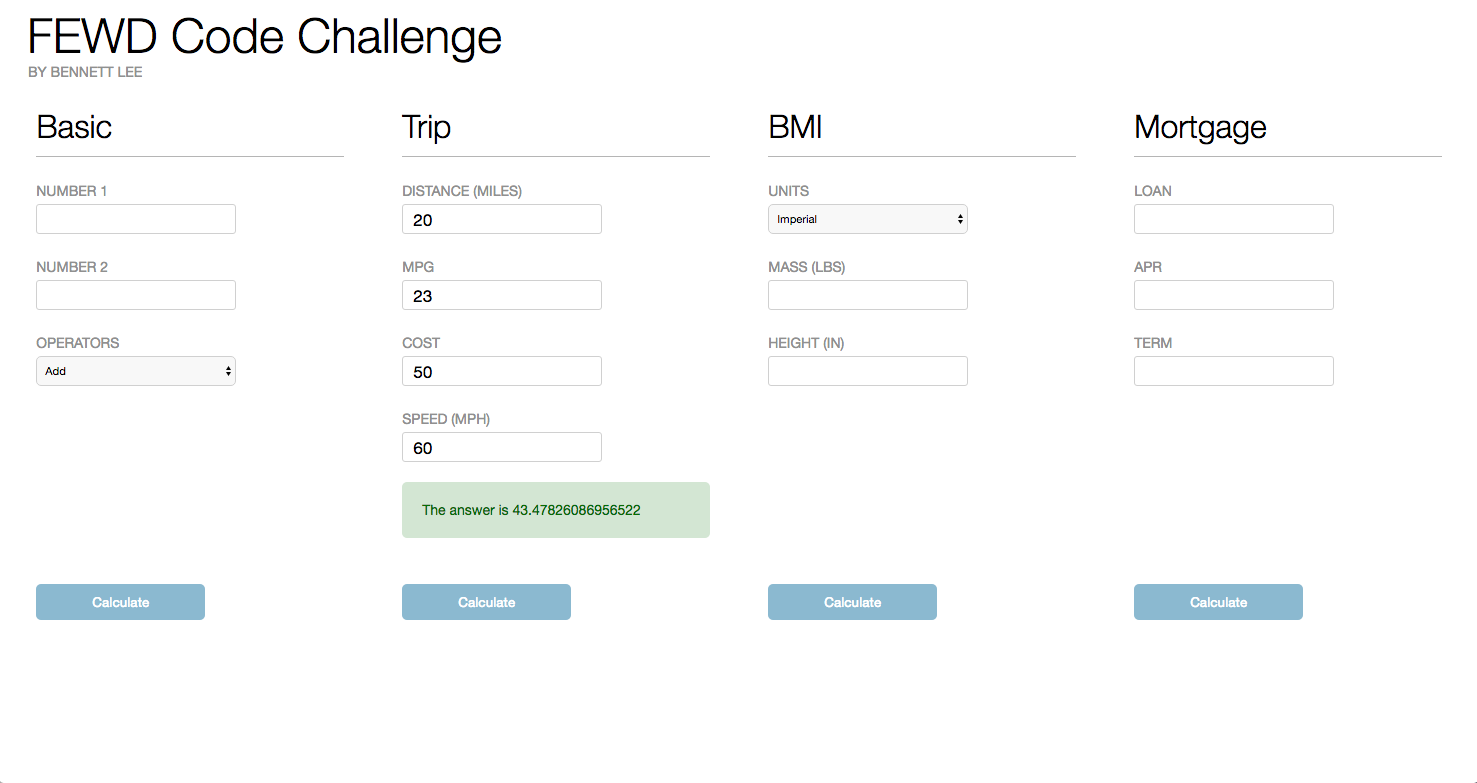 FEWD Code Challenge
BY BENNETT LEE
Basic
NUMBER 1
NUMBER 2
OPERATORS
Add
Calculate
Trip
DISTANCE (MILES)
20
MPG
23
COST
50
SPEED (MPH)
60
The answer is 43.47826086956522
Calculate
BMI
UNITS
Imperial
MASS (LBS)
HEIGHT (IN)
Calculate
Mortgage
LOAN
APR
TERM
Calculate